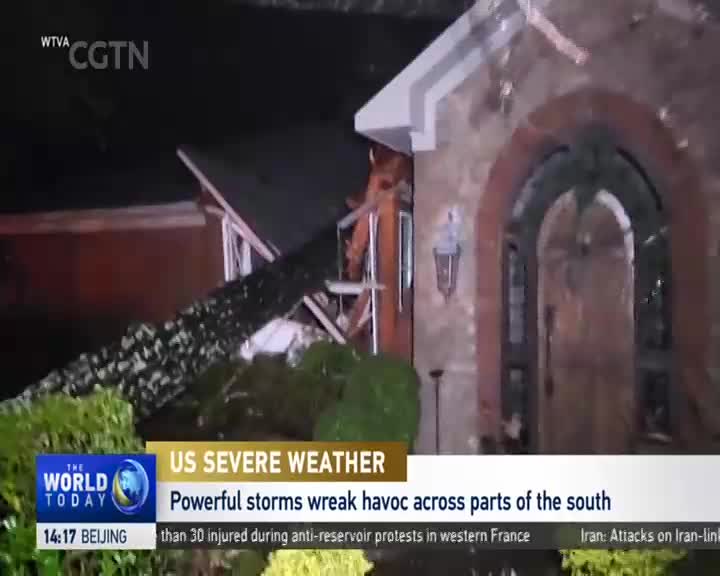 WTVA
CGTN
US SEVERE WEATHER
THE
WORLD
TODAY
Powerful storms wreak havoc across parts of the south
14:17 BEIJING
than 30 injured during anti-reservoir protests in western France
Iran: Attacks on Iran-link